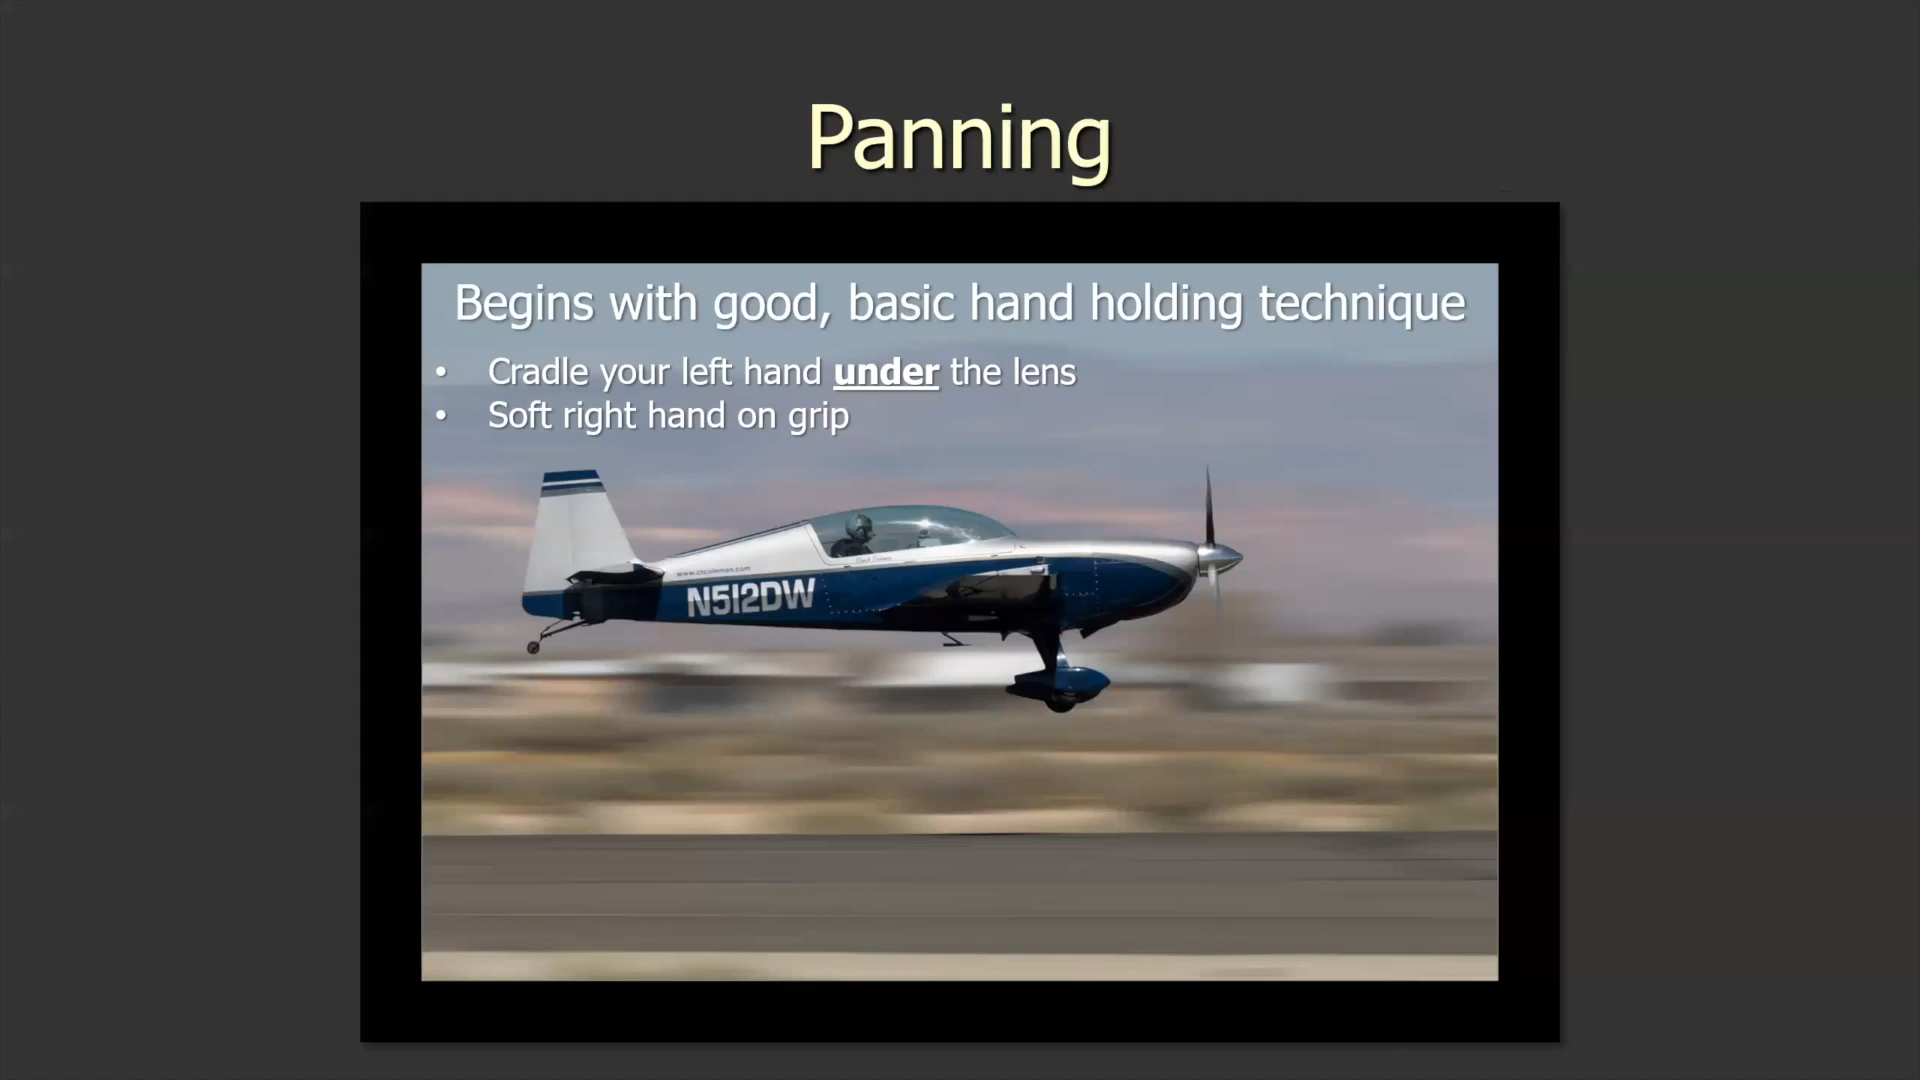 Panning
Begins with good, basic hand holding technique
• Cradle your left hand under the lens
• Soft right hand on grip
www.ctcoleman.com
N512DW